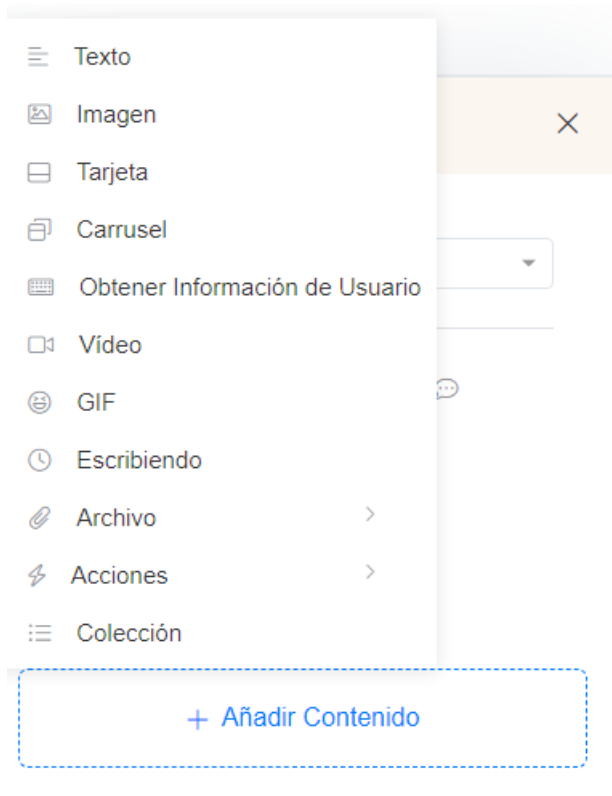 Texto
Imagen
Tarjeta
Carrusel
Obtener Información de Usuario
Vídeo
GIF
Escribiendo
Archivo
Acciones
Colección
+ Añadir Contenido